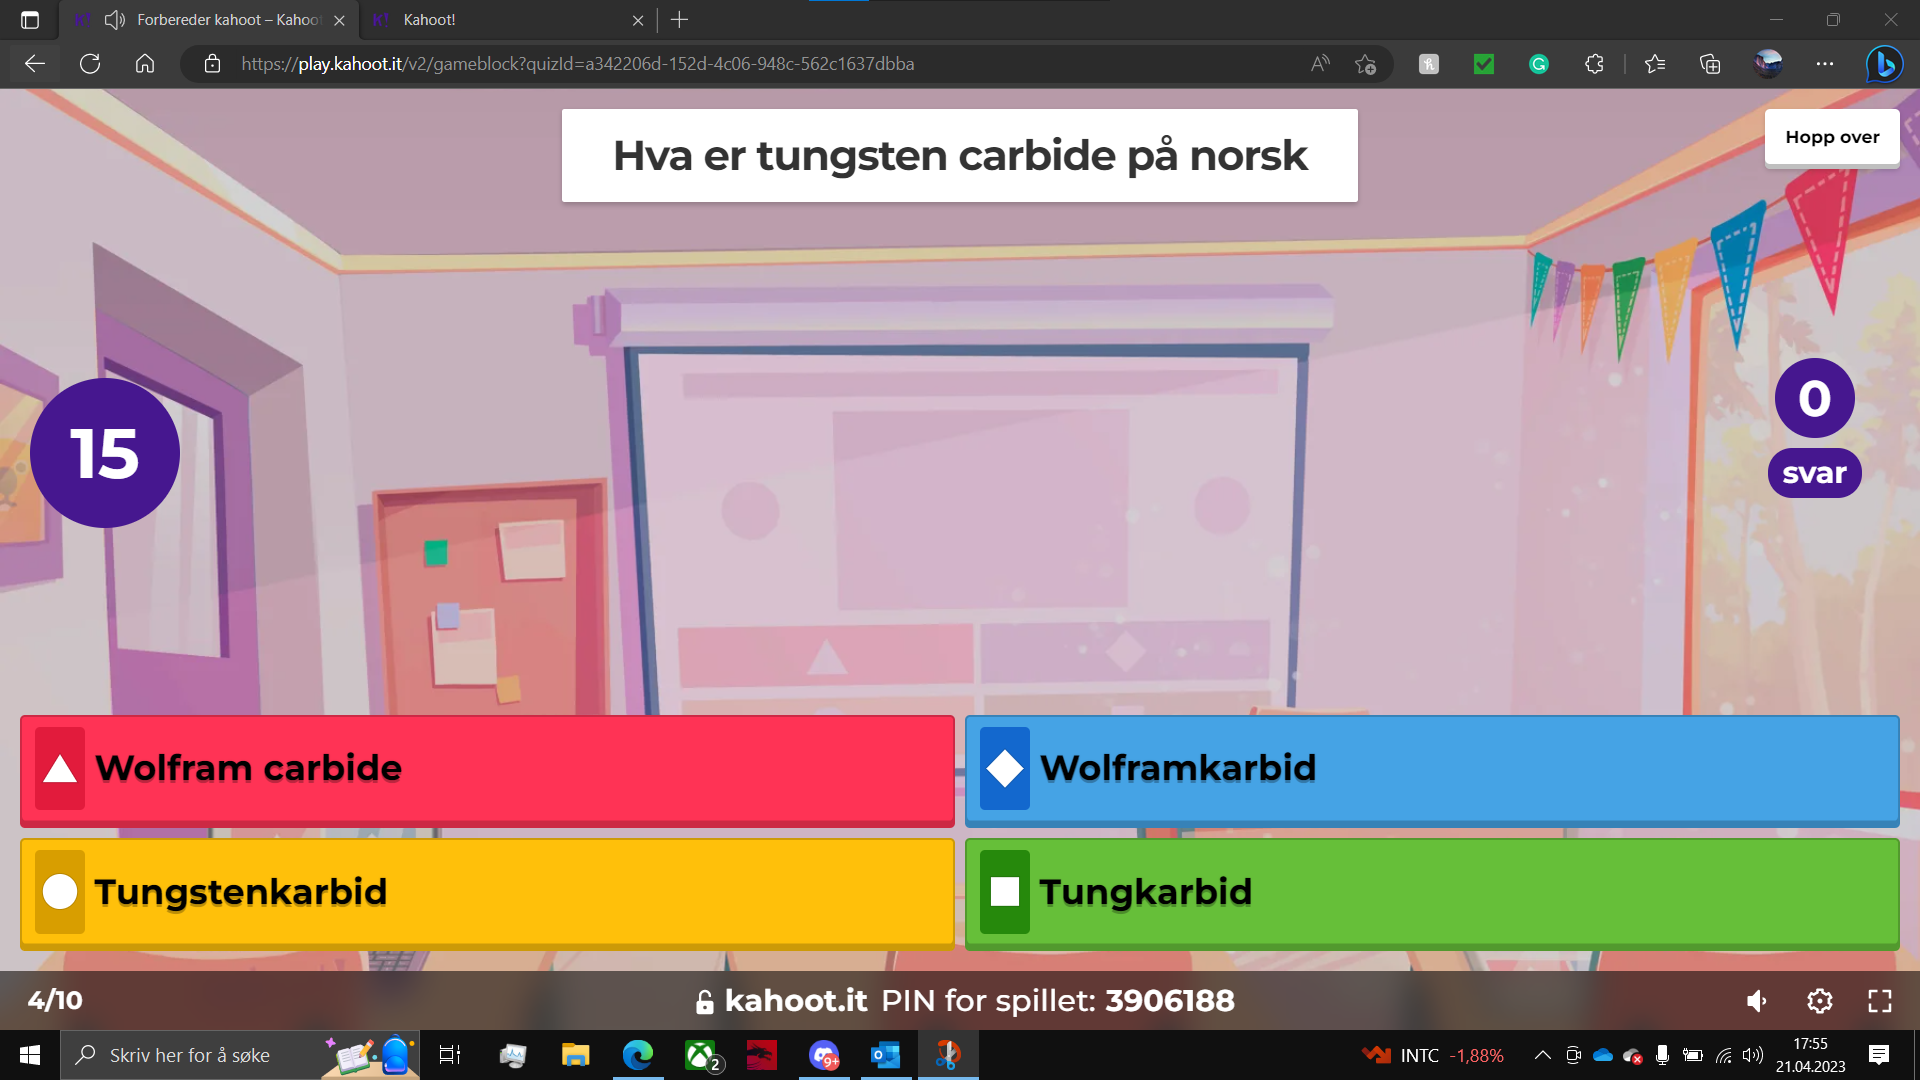 Forbereder kahoot – Kahoo
Kahoot!
https://play.kahoot.it/v2/gameblock?quizId=a342206d-152d-4c06-948c-562c1637dbba
Hva er tungsten carbide på norsk
Hopp over
15
0
svar
Wolfram carbide
Wolframkarbid
Tungstenkarbid
Tungkarbid
4/10
kahoot.it PIN for spillet: 3906188
Skriv her for å søke
2
9+
INTC -1,88%
17:55
21.04.2023